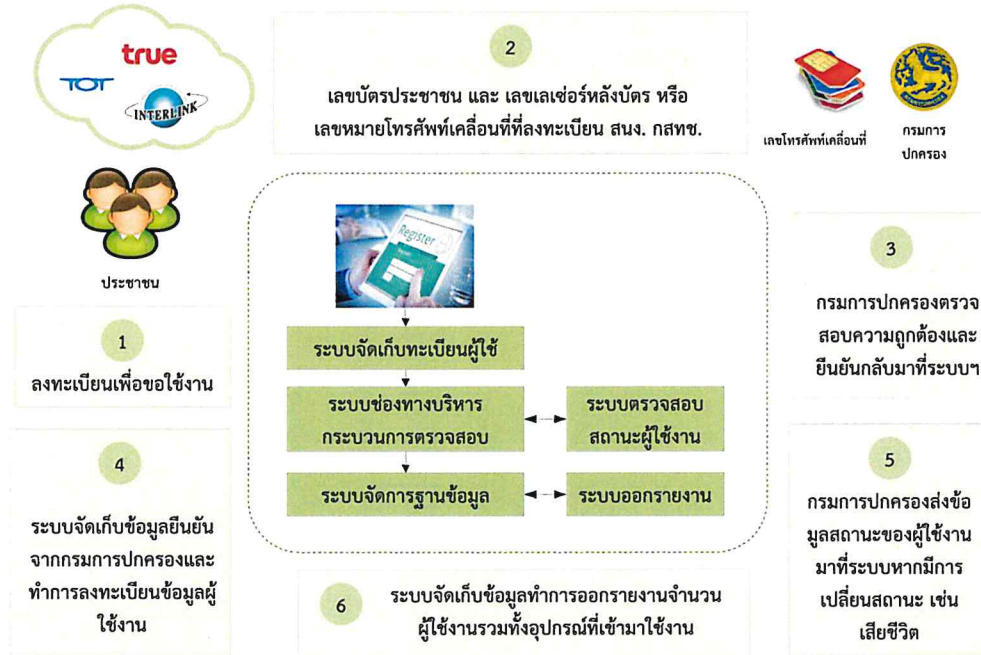 true
TOT
INTERLINK
ประชาชน
1
ลงทะเบียนเพื่อขอใช้งาน
2
เลขบัตรประชาชน และ เลขเลเซ่อร์หลังบัตร หรือ
เลขหมายโทรศัพท์เคลื่อนที่ที่ลงทะเบียน สนง. กสทช.
เลขโทรศัพท์เคลื่อนที่
กรมการ
ปกครอง
3
กรมการปกครองตรวจ
สอบความถูกต้องและ
ยืนยันกลับมาที่ระบบฯ
Register
ระบบจัดเก็บทะเบียนผู้ใช้
ระบบช่องทางบริหาร
กระบวนการตรวจสอบ
ระบบตรวจสอบ
สถานะผู้ใช้งาน
ระบบจัดการฐานข้อมูล
ระบบออกรายงาน
4
ระบบจัดเก็บข้อมูลยืนยัน
จากกรมการปกครองและ
ทำการลงทะเบียนข้อมูลผู้
ใช้งาน
5
กรมการปกครองส่งข้อ
มูลสถานะของผู้ใช้งาน
มาที่ระบบหากมีการ
เปลี่ยนสถานะ เช่น
เสียชีวิต
6
ระบบจัดเก็บข้อมูลทำการออกรายงานจำนวน
ผู้ใช้งานรวมทั้งอุปกรณ์ที่เข้ามาใช้งาน